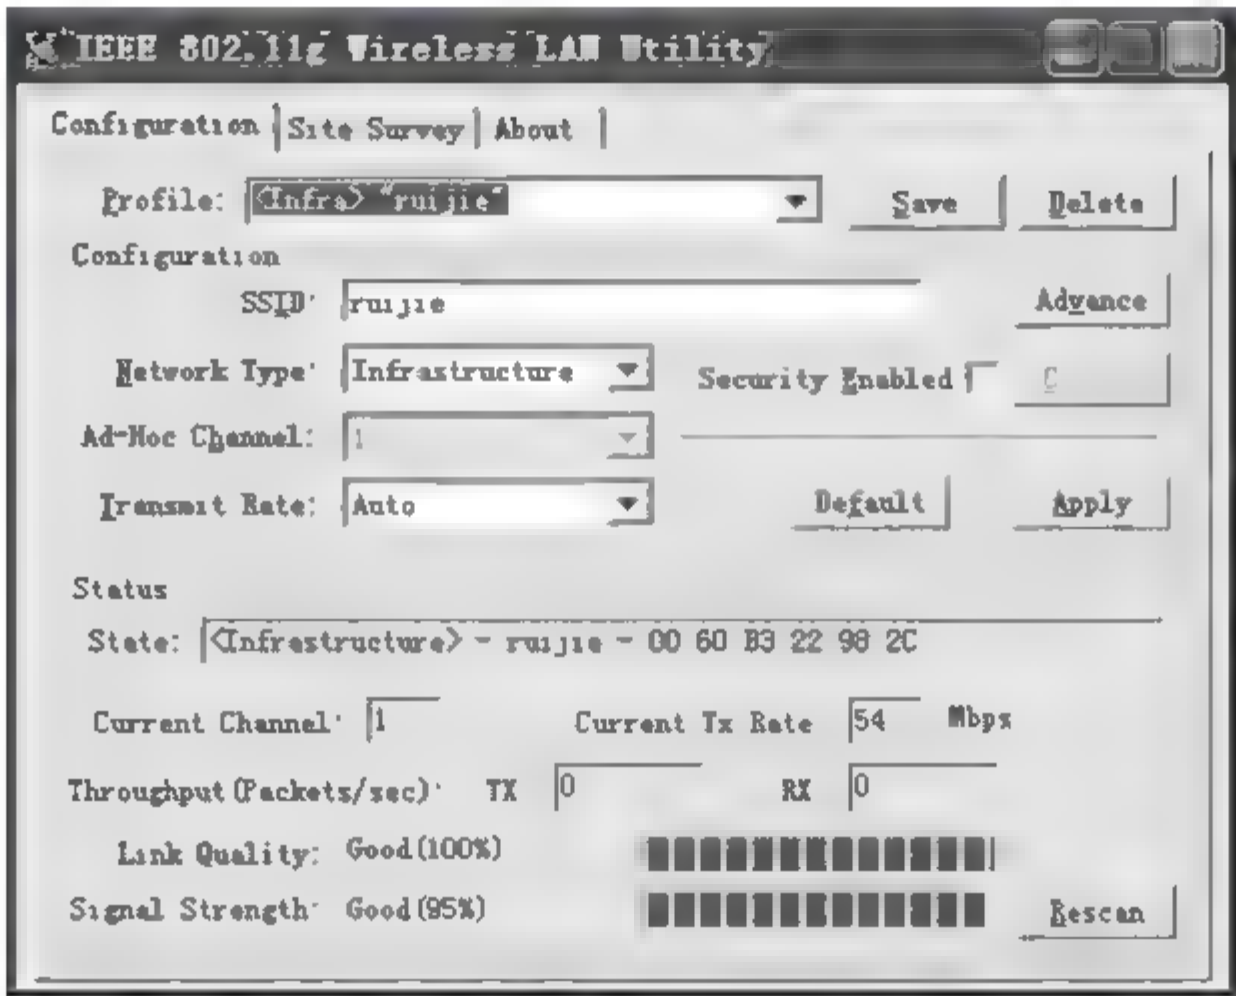 IEEE 802.11g Wireless LAN Utility
Configuration Site Survey About
Profile: <Infra> "ruijie" Save Delete
Configuration
SSID: ruijie Advance
Network Type: Infrastructure Security Enabled C
Ad-Hoc Channel: 1
Transmit Rate: Auto Default Apply
Status
State: <Infrastructure> - ruijie - 00 60 B3 22 98 2C
Current Channel: 1 Current Tx Rate 54 Mbps
Throughput(Packets/sec): TX 0 RX 0
Link Quality: Good(100%)
Signal Strength: Good(95%) Rescan